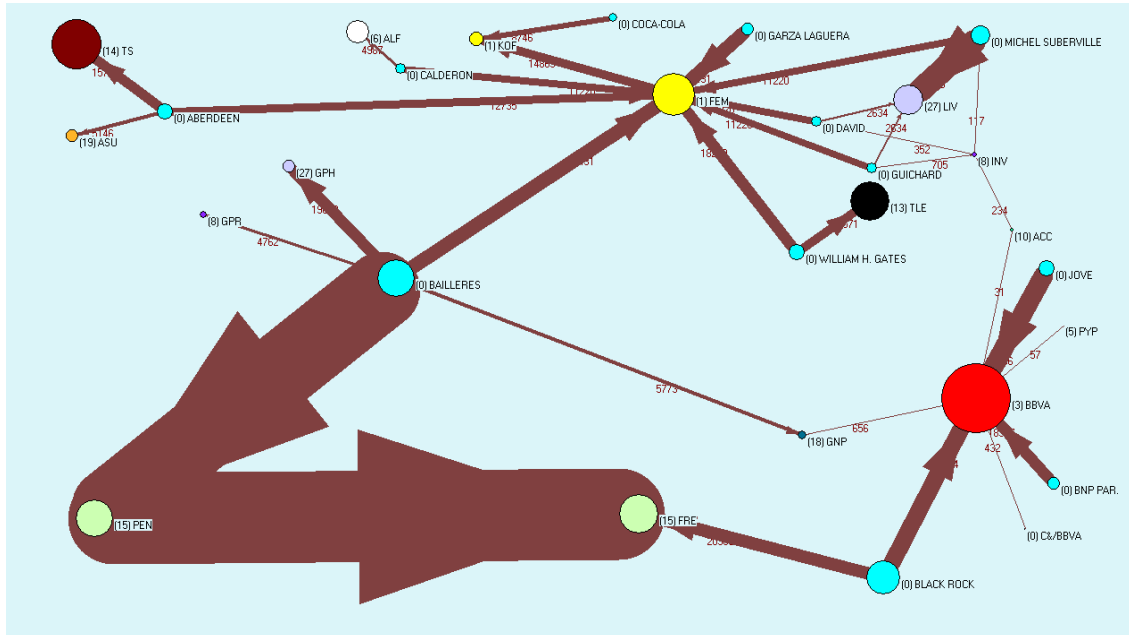 (0) COCA-COLA
(0) GARZA LAGUERA
(6) ALF
(0) MICHEL SUBERVILLE
(14) TS
(1) KOF
8746
4907
14889
(0) CALDERON
11220
(1) FEM
(27) LIV
12735
(0) ABERDEEN
2634
117
(0) DAVID
11220
2634
(19) ASU
352
(8) INV
705
(0) GUICHARD
(27) GPH
(13) TLE
(8) GPR
234
4762
(10) ACC
(0) WILLIAM H. GATES
(0) JOVE
(0) BAILLERES
31
(5) PYP
57
5773
(3) BBVA
656
432
(18) GNP
(0) BNP PAR.
(15) PEN
(15) FRE
(0) C&/BBVA
(0) BLACK ROCK